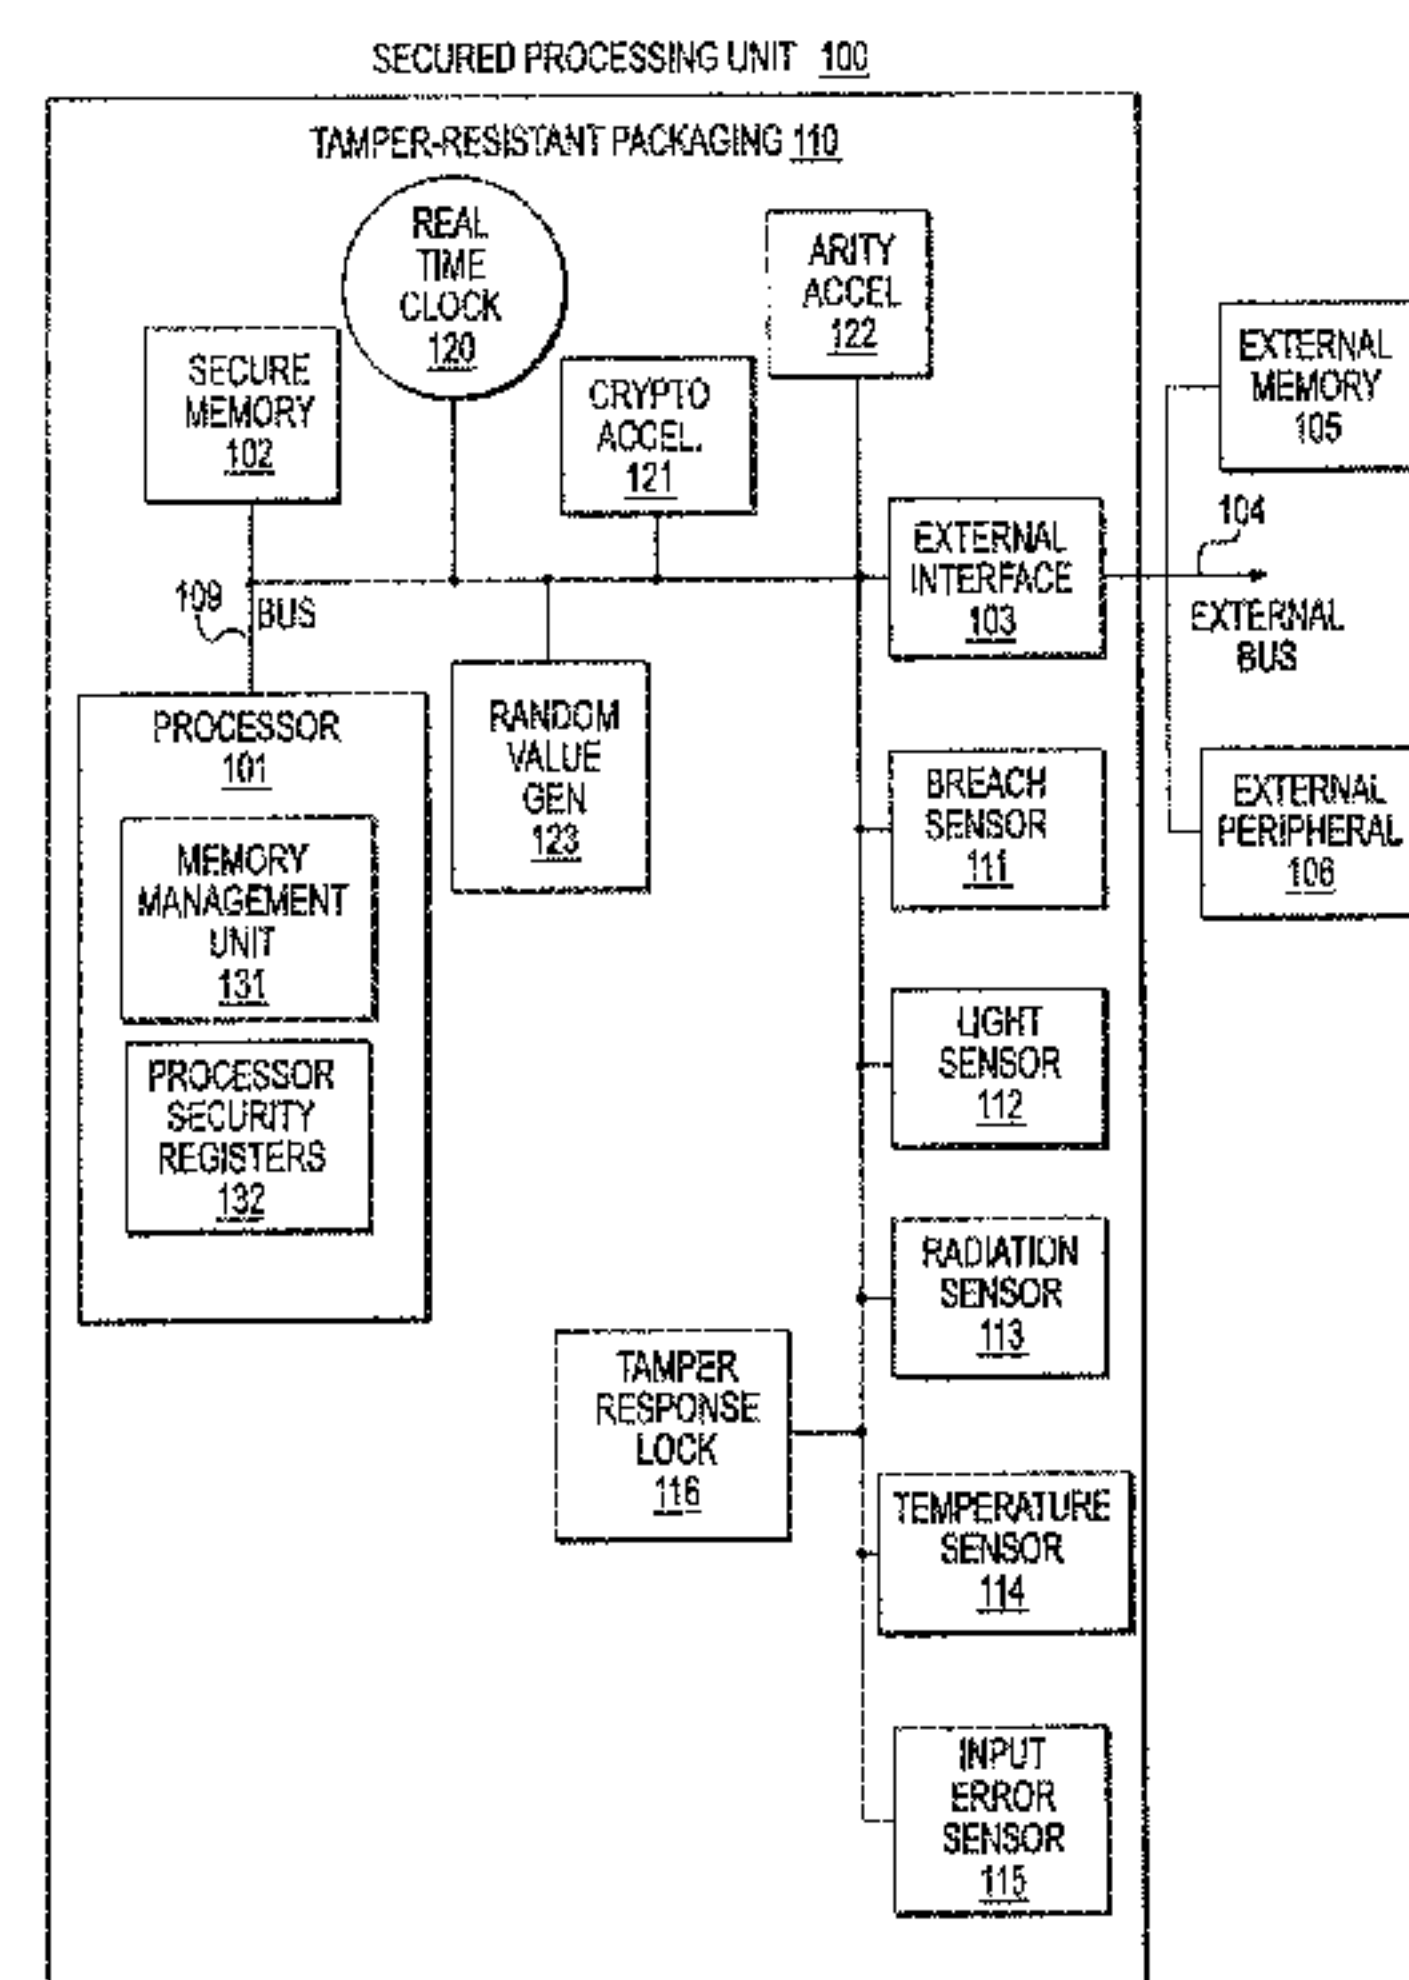 SECURED PROCESSING UNIT 100
TAMPER-RESISTANT PACKAGING 110
REAL
TIME
CLOCK
120
ARITY
ACCEL
122
SECURE
MEMORY
102
CRYPTO
ACCEL.
121
EXTERNAL
MEMORY
105
EXTERNAL
INTERFACE
103
104
EXTERNAL
BUS
109
BUS
PROCESSOR
101
MEMORY
MANAGEMENT
UNIT
131
PROCESSOR
SECURITY
REGISTERS
132
RANDOM
VALUE
GEN
123
BREACH
SENSOR
111
EXTERNAL
PERIPHERAL
106
LIGHT
SENSOR
112
RADIATION
SENSOR
113
TAMPER
RESPONSE
LOCK
116
TEMPERATURE
SENSOR
114
INPUT
ERROR
SENSOR
115